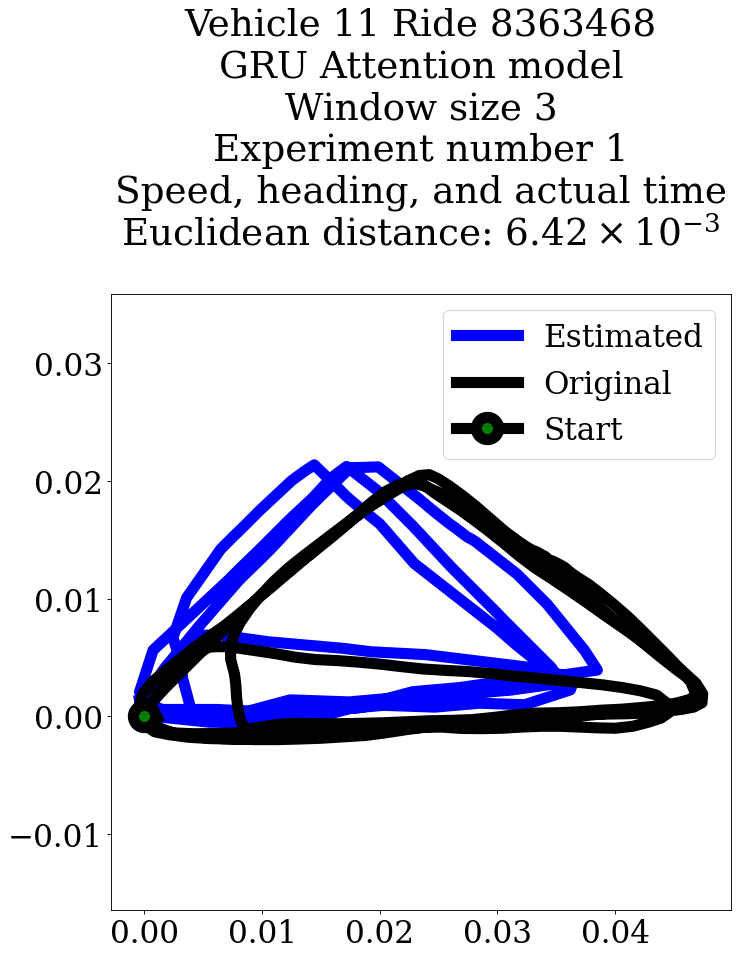 Vehicle 11 Ride 8363468
GRU Attention model
Window size 3
Experiment number 1
Speed, heading, and actual time
Euclidean distance: 6.42 × 10⁻³
Estimated
Original
Start
0.03
0.02
0.01
0.00
−0.01
0.00 0.01 0.02 0.03 0.04